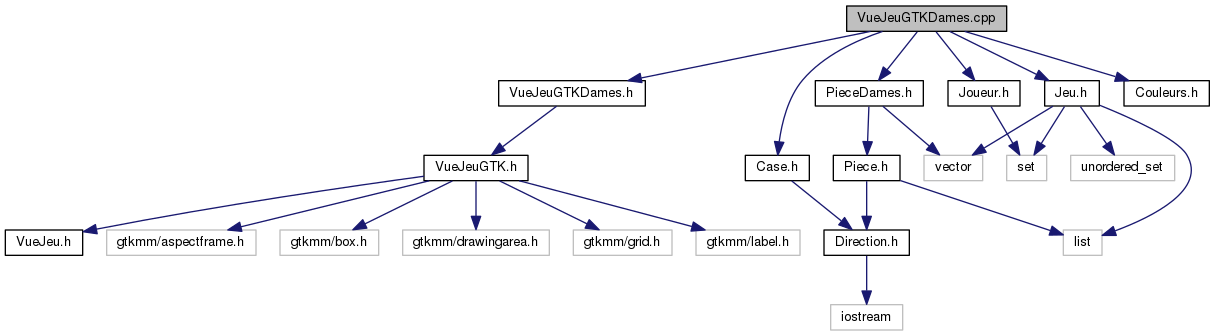 VueJeuGTKDames.cpp
VueJeuGTKDames.h
PieceDames.h
Joueur.h
Jeu.h
Couleurs.h
VueJeuGTK.h
Case.h
Piece.h
vector
set
unordered_set
VueJeu.h
gtkmm/aspectframe.h
gtkmm/box.h
gtkmm/drawingarea.h
gtkmm/grid.h
gtkmm/label.h
Direction.h
list
iostream